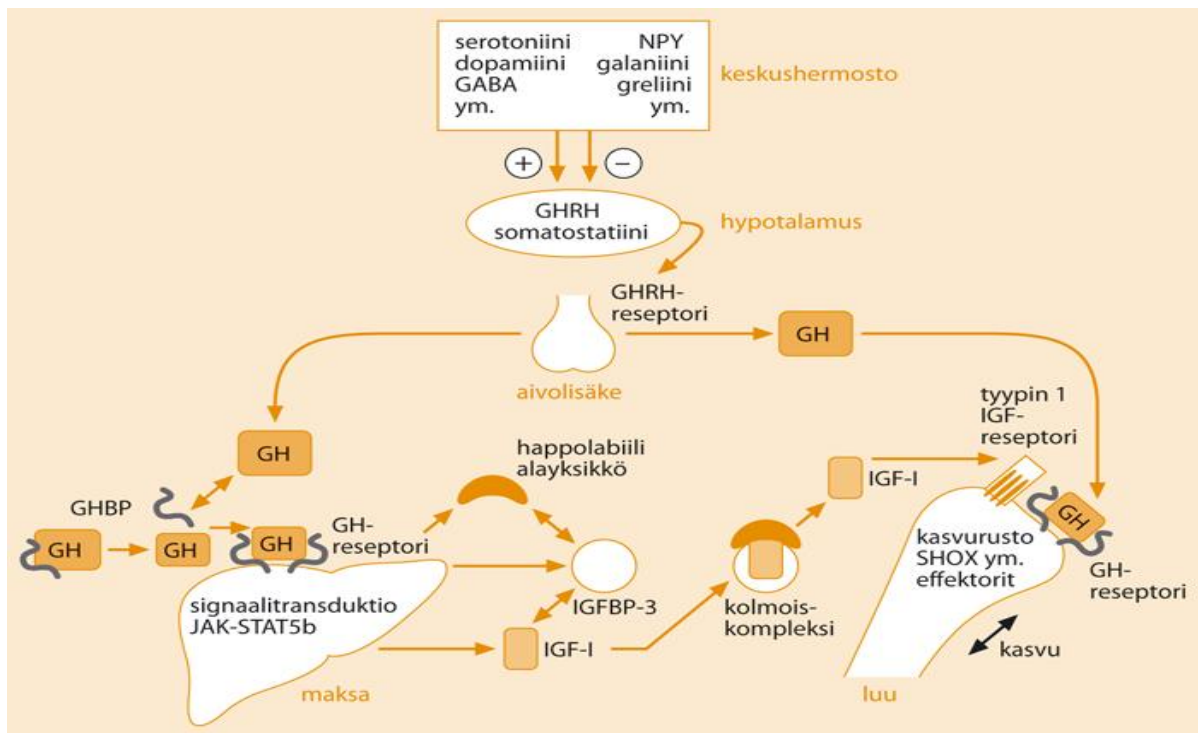 serotoniini
dopamiini
GABA
ym.
NPY
galaniini
greliini
ym.
keskushermosto
+
−
GHRH
somatostatiini
hypotalamus
GHRH-
reseptori
GH
aivolisäke
GH
tyypin 1
IGF-
reseptori
happolabiili
alayksikkö
IGF-I
GHBP
GH
GH
GH
GH-
reseptori
GH
kasvurusto
SHOX ym.
effektorit
GH-
reseptori
signaalitransduktio
JAK-STAT5b
IGFBP-3
kolmois-
kompleksi
IGF-I
kasvu
maksa
luu